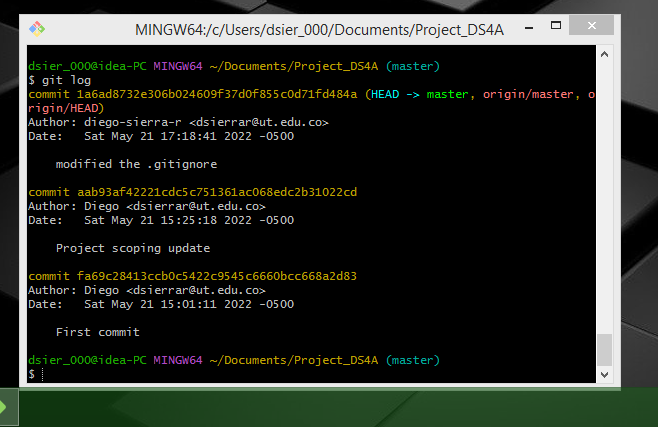 MINGW64:/c/Users/dsier_000/Documents/Project_DS4A
dsier_000@idea-PC MINGW64 ~/Documents/Project_DS4A (master)
$ git log
commit 1a6ad8732e306b024609f37d0f855c0d71fd484a (HEAD -> master, origin/master, o
rigin/HEAD)
Author: diego-sierra-r <dsierrar@ut.edu.co>
Date:   Sat May 21 17:18:41 2022 -0500
modified the .gitignore
commit aab93af42221cdc5c751361ac068edc2b31022cd
Author: Diego <dsierrar@ut.edu.co>
Date:   Sat May 21 15:25:18 2022 -0500
Project scoping update
commit fa69c28413ccb0c5422c9545c6660bcc668a2d83
Author: Diego <dsierrar@ut.edu.co>
Date:   Sat May 21 15:01:11 2022 -0500
First commit
dsier_000@idea-PC MINGW64 ~/Documents/Project_DS4A (master)
$